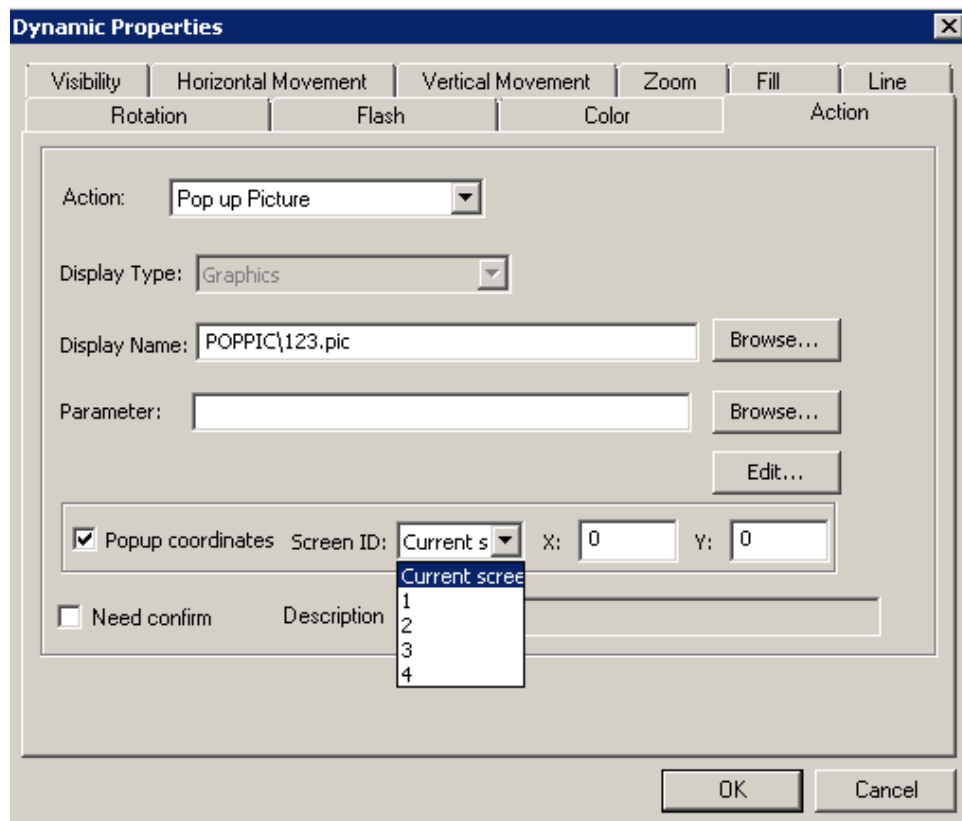 Dynamic Properties
Visibility Horizontal Movement Vertical Movement Zoom Fill Line
Rotation Flash Color Action
Action: Pop up Picture
Display Type: Graphics
Display Name: POPPIC\123.pic Browse...
Parameter: Browse...
Edit...
Popup coordinates Screen ID: Current s X: 0 Y: 0
Current scree
1
Need confirm Description
2
3
4
OK Cancel